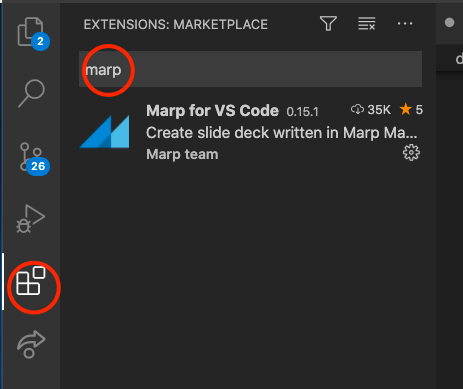 2
EXTENSIONS: MARKETPLACE
marp
Marp for VS Code 0.15.1 35K 5
Create slide deck written in Marp Ma...
26
Marp team
d